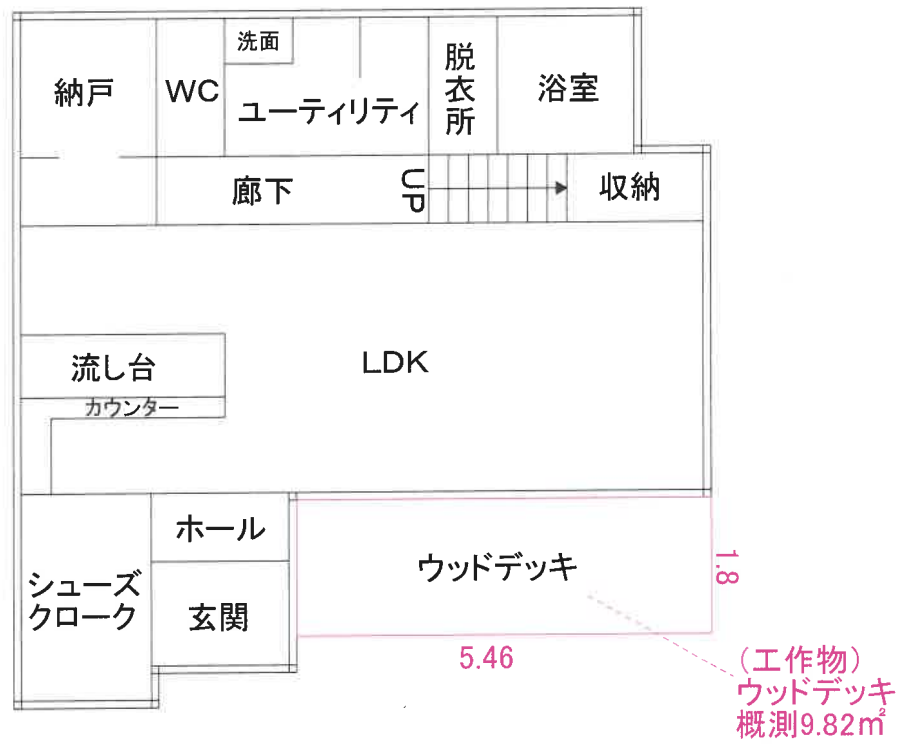 納戸
WC
洗面
ユーティリティ
脱衣所
浴室
廊下
UP
収納
流し台
カウンター
LDK
シューズ
クローク
ホール
玄関
ウッドデッキ
1.8
5.46
(工作物)
ウッドデッキ
概測9.82㎡